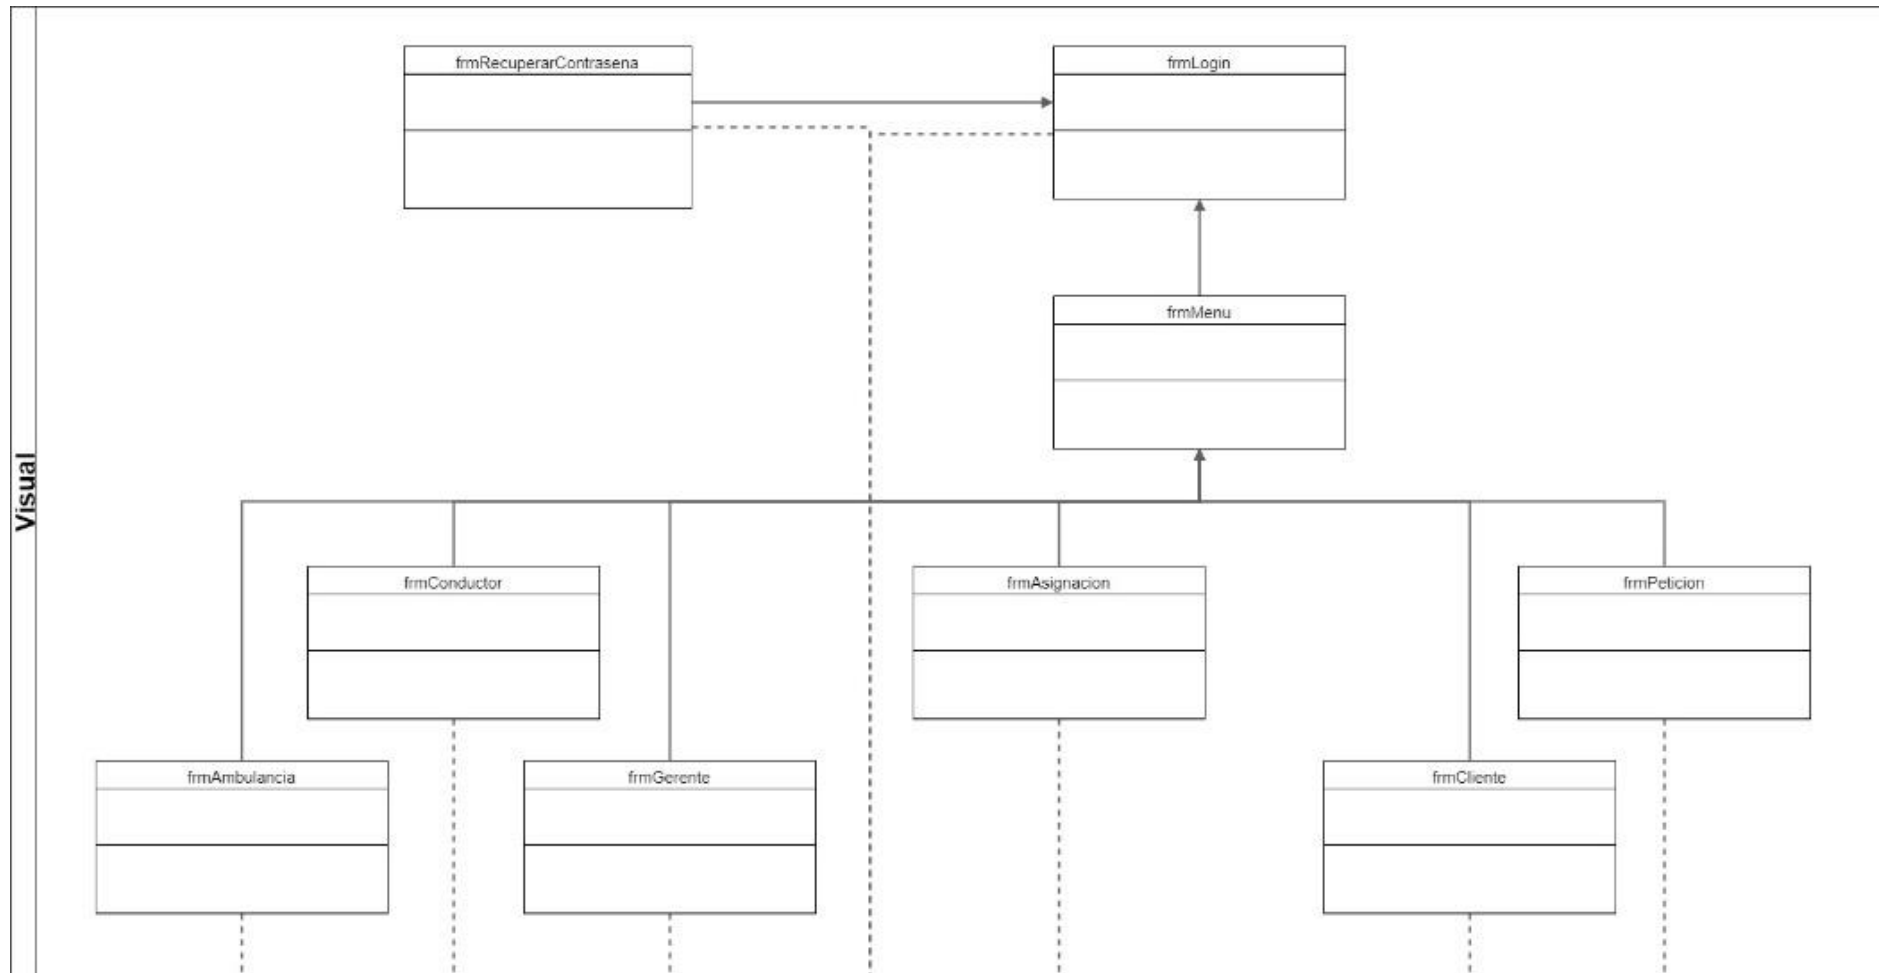 Visual
frmRecuperarContrasena
frmLogin
frmMenu
frmConductor
frmAsignacion
frmPeticion
frmAmbulancia
frmGerente
frmCliente